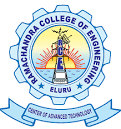 RAMACHANDRA COLLEGE OF ENGINEERING
ELURU
CENTER OF ADVANCED TECHNOLOGY